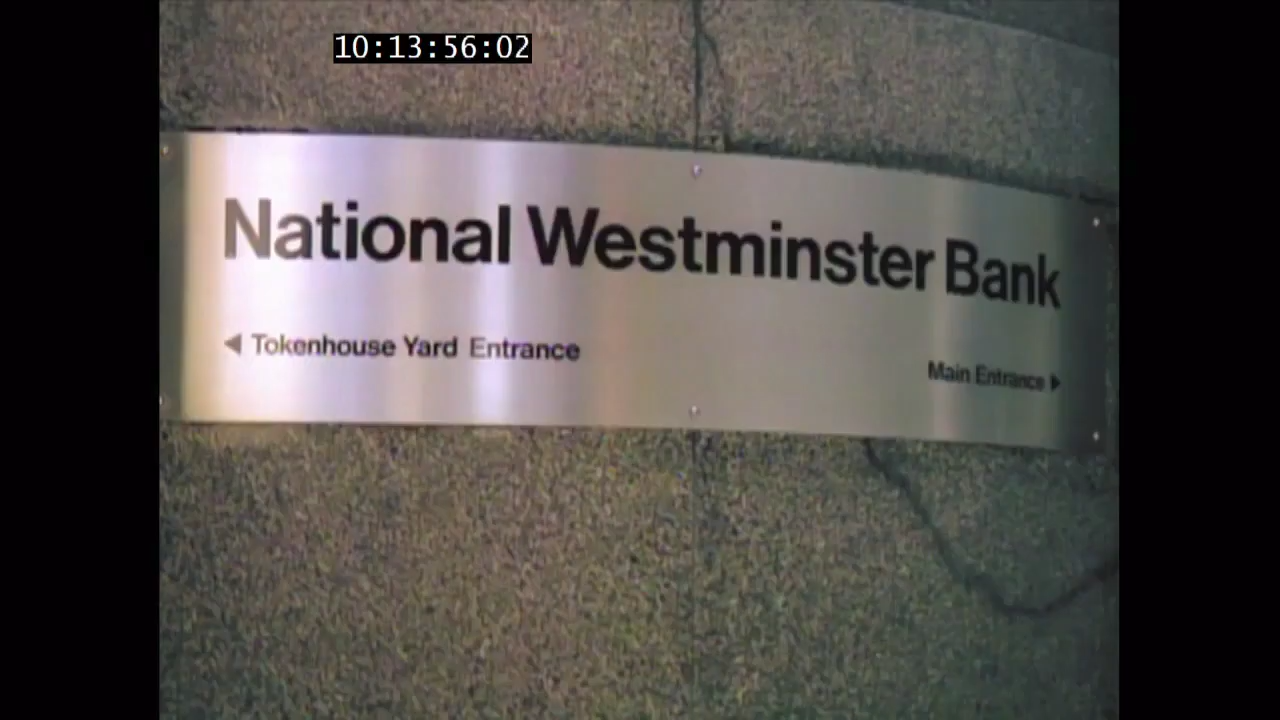 10:13:56:02
National Westminster Bank
◀ Tokenhouse Yard Entrance
Main Entrance ▶